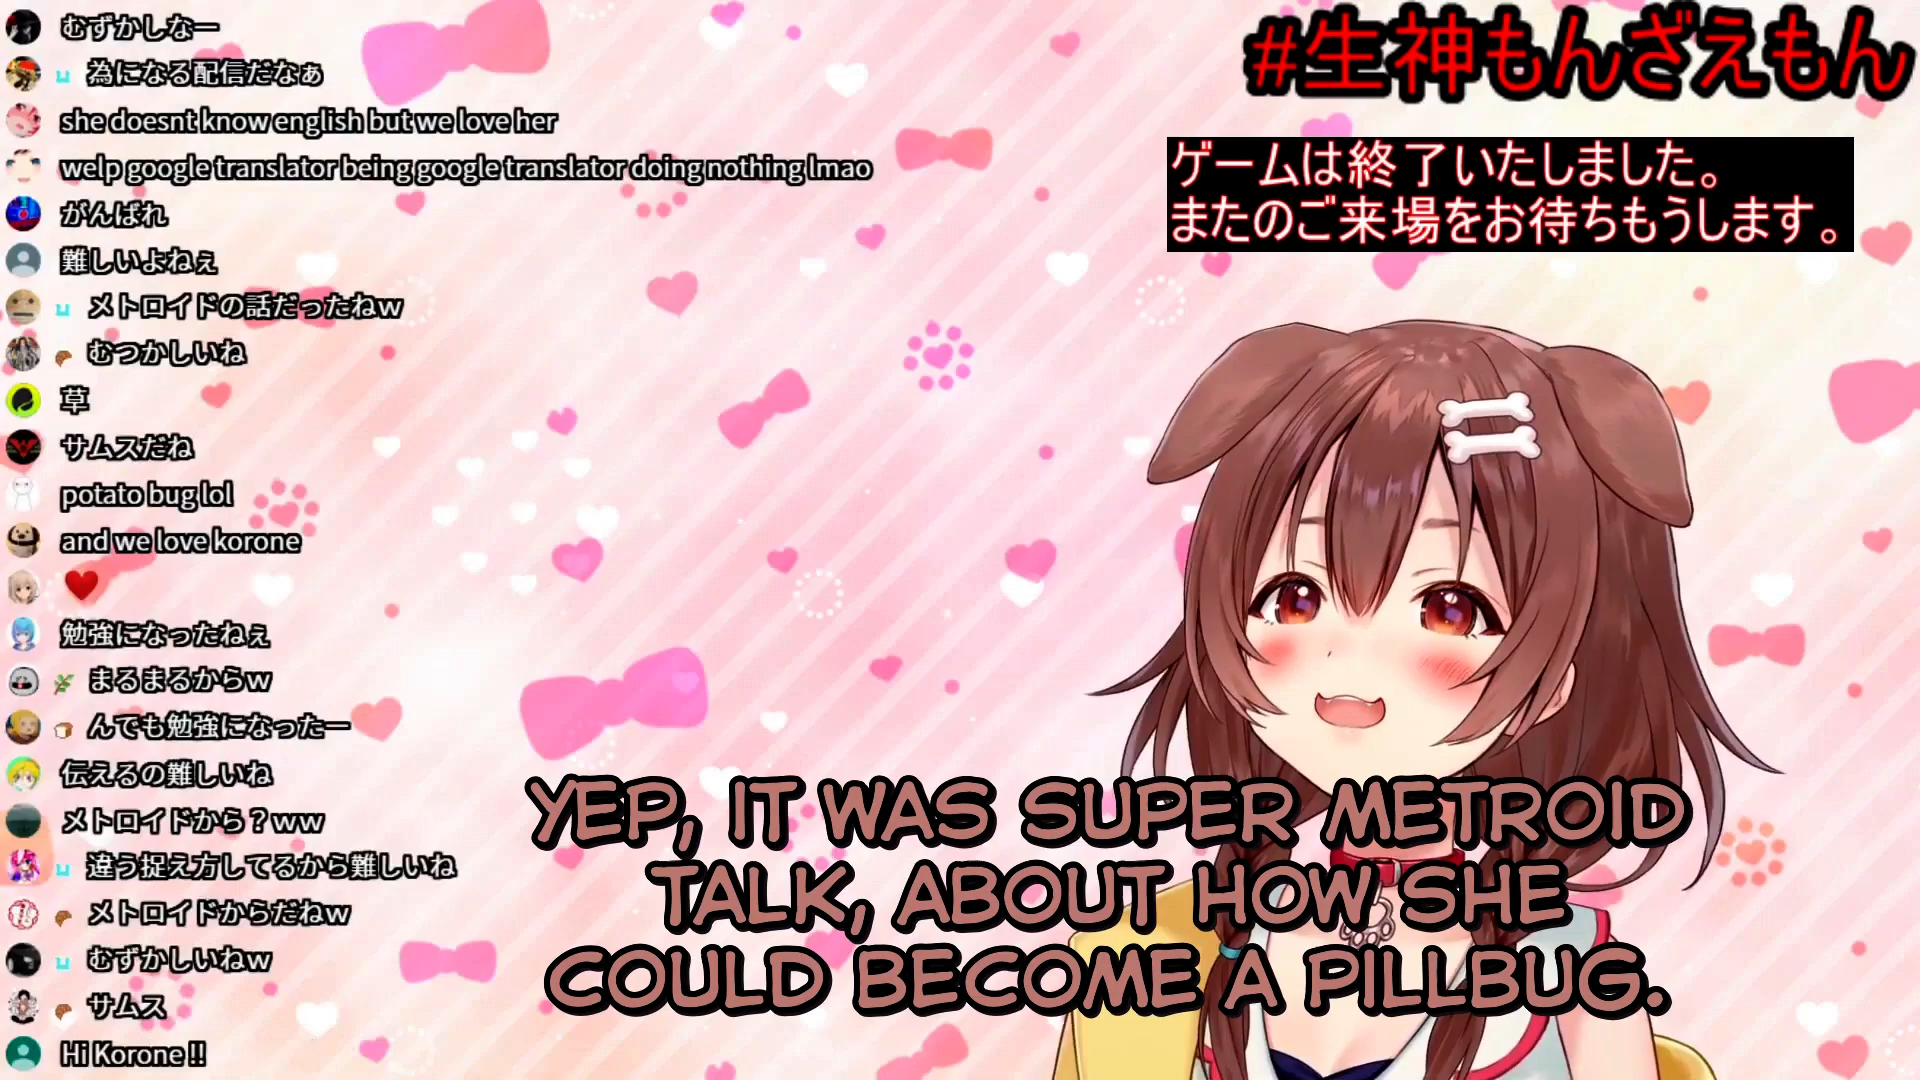 むずかしなー
為になる配信だなぁ
she doesnt know english but we love her
welp google translator being google translator doing nothing lmao
がんばれ
難しいよねぇ
メトロイドの話だったねw
むつかしいね
草
サムスだね
potato bug lol
and we love korone
勉強になったねぇ
まるまるからw
んでも勉強になったー
伝えるの難しいね
メトロイドから？ww
違う捉え方してるから難しいね
メトロイドからだねw
むずかしいねw
サムス
Hi Korone !!
#生神もんざえもん
ゲームは終了いたしました。
またのご来場をお待ちもうします。
YEP, IT WAS SUPER METROID
TALK, ABOUT HOW SHE
COULD BECOME A PILLBUG.